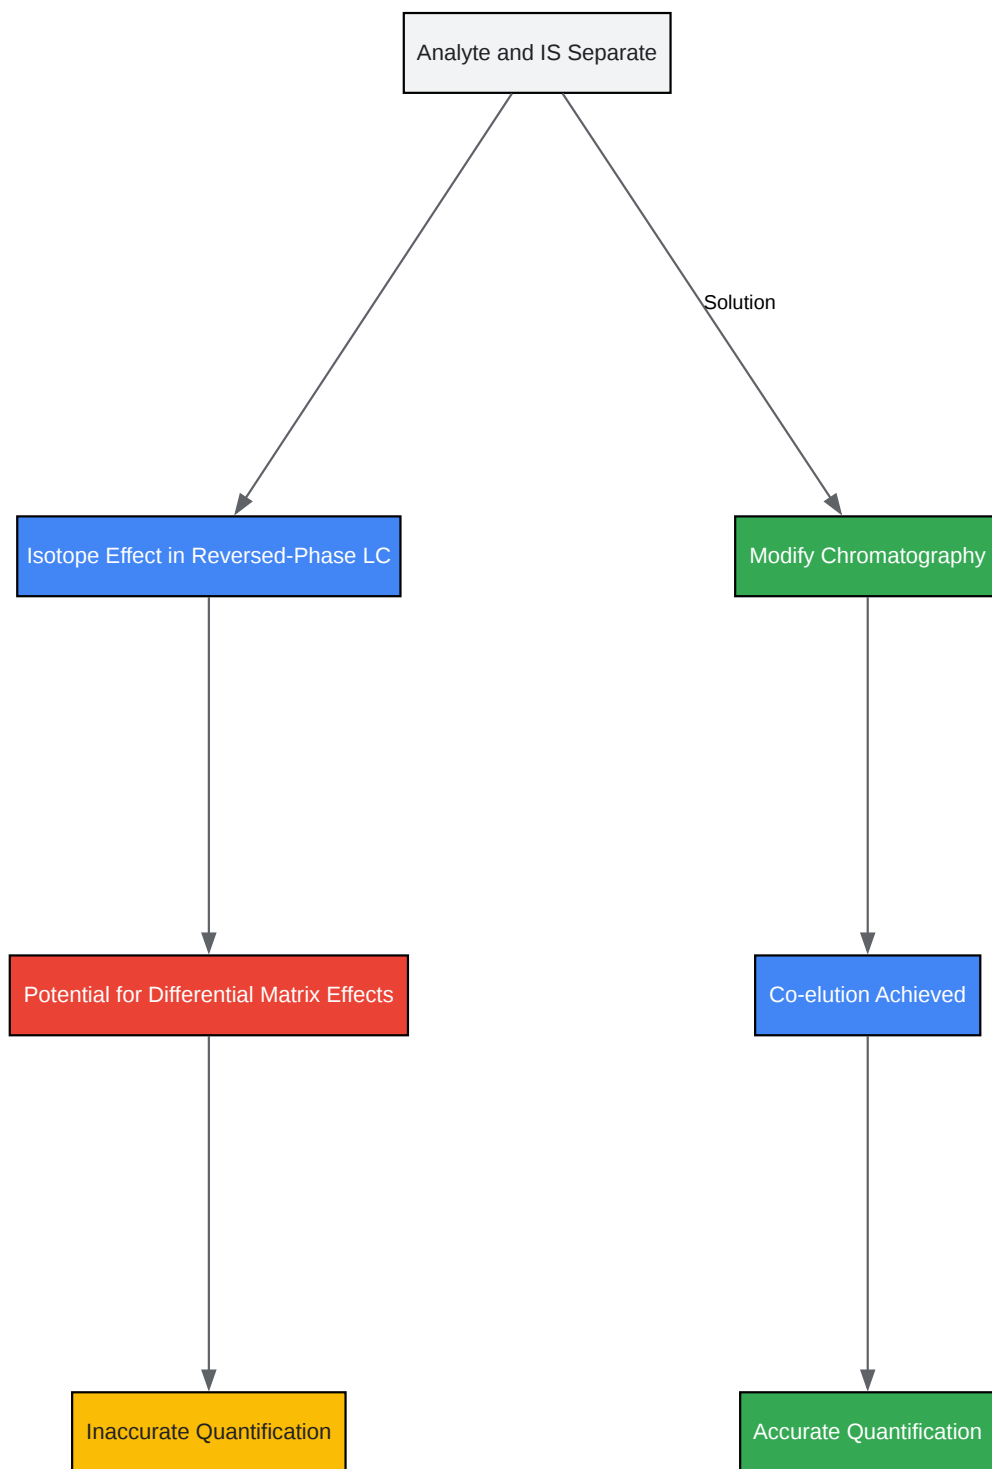 Analyte and IS Separate
Solution
Isotope Effect in Reversed-Phase LC
Modify Chromatography
Potential for Differential Matrix Effects
Co-elution Achieved
Inaccurate Quantification
Accurate Quantification